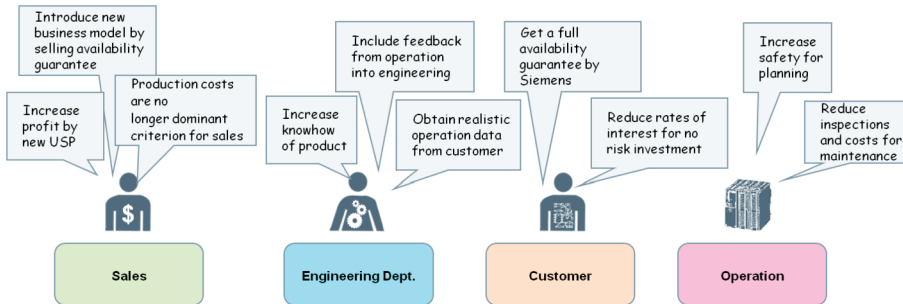 Introduce new
business model by
selling availability
guarantee
Increase
profit by
new USP
Production costs
are no
longer dominant
criterion for sales
Include feedback
from operation
into engineering
Increase
knowhow
of product
Obtain realistic
operation data
from customer
Get a full
availability
guarantee by
Siemens
Reduce rates of
interest for no
risk investment
Increase
safety for
planning
Reduce
inspections
and costs for
maintenance
$
Sales
Engineering Dept.
Customer
Operation